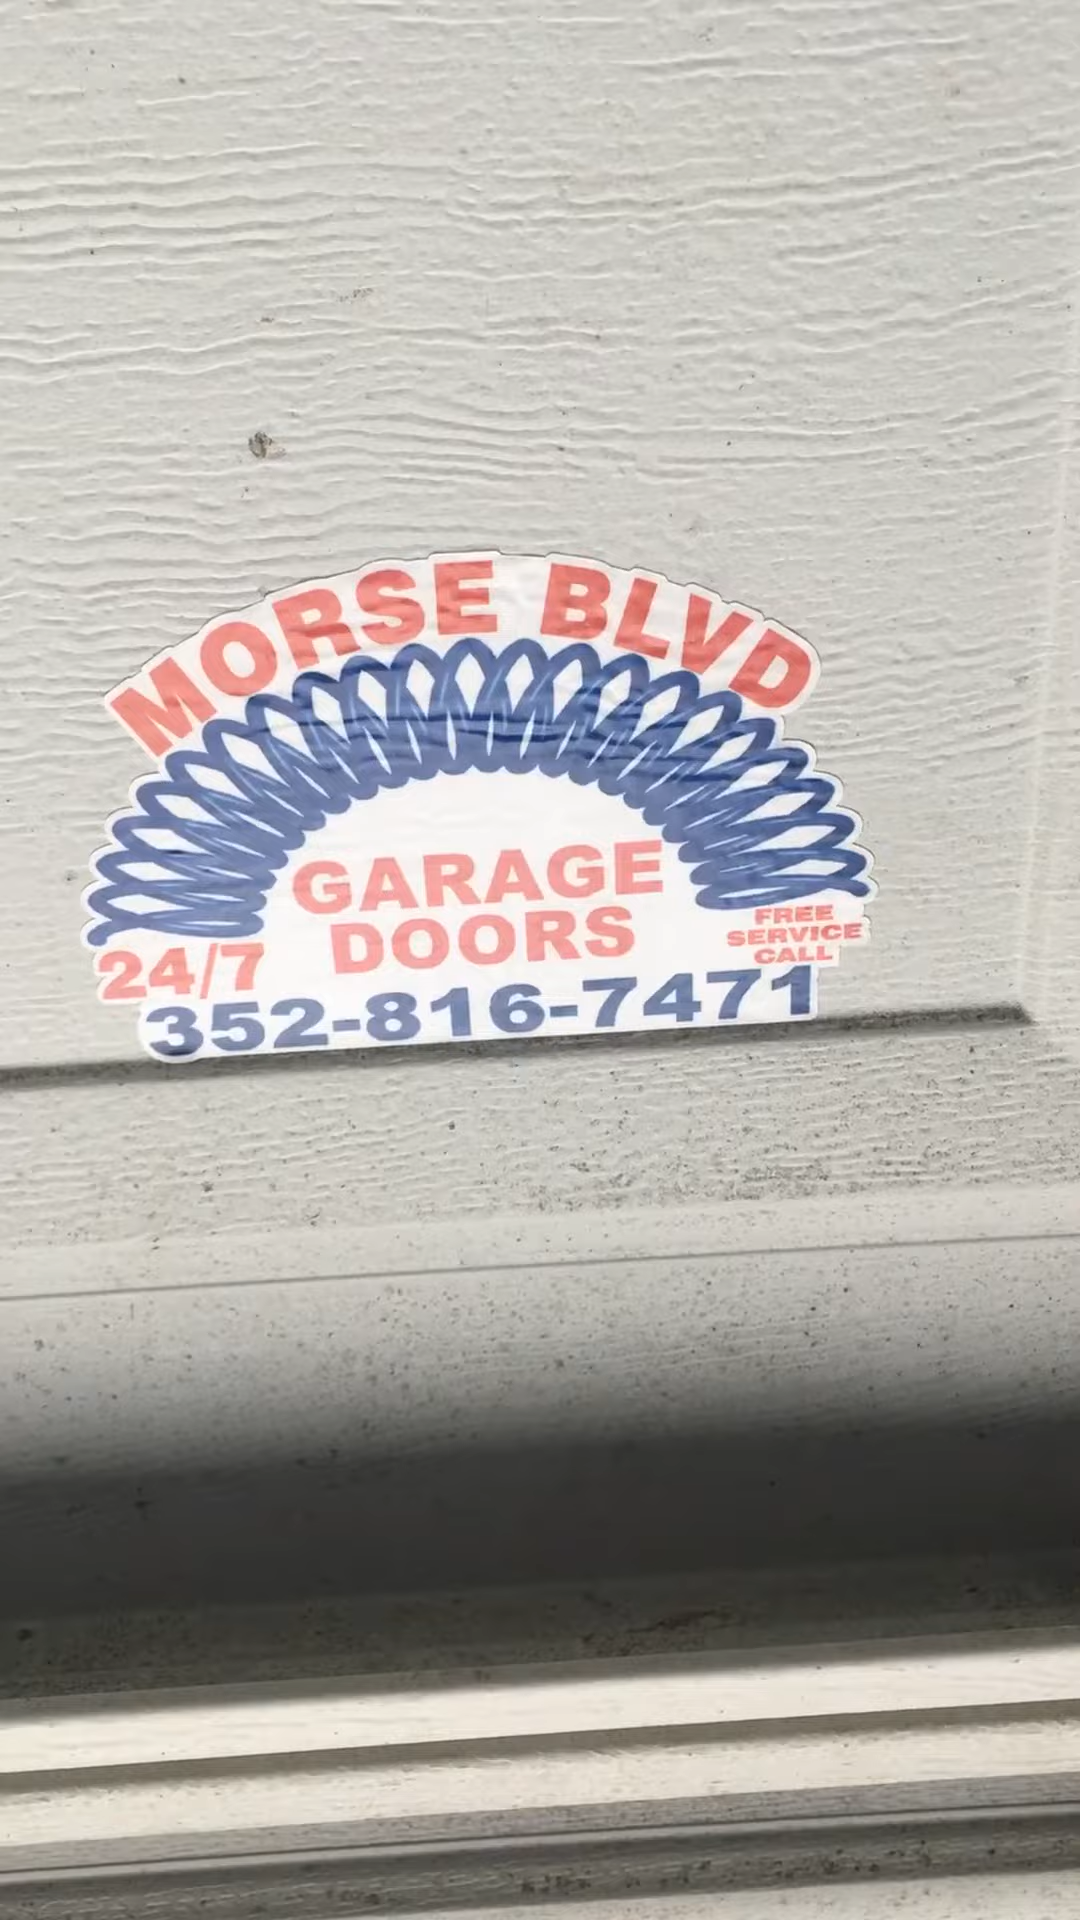 MORSE BLVD
GARAGE
DOORS
24/7
FREE
SERVICE
CALL
352-816-7471